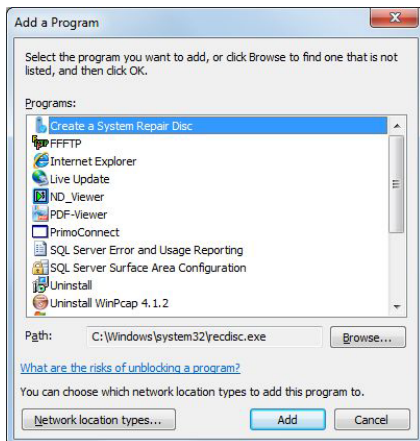 Add a Program
Select the program you want to add, or click Browse to find one that is not
listed, and then click OK.
Programs:
Create a System Repair Disc
FFFTP
Internet Explorer
Live Update
ND_Viewer
PDF-Viewer
PrimoConnect
SQL Server Error and Usage Reporting
SQL Server Surface Area Configuration
Uninstall
Uninstall WinPcap 4.1.2
Path: C:\Windows\system32\recdisc.exe Browse...
What are the risks of unblocking a program?
You can choose which network location types to add this program to.
Network location types... Add Cancel